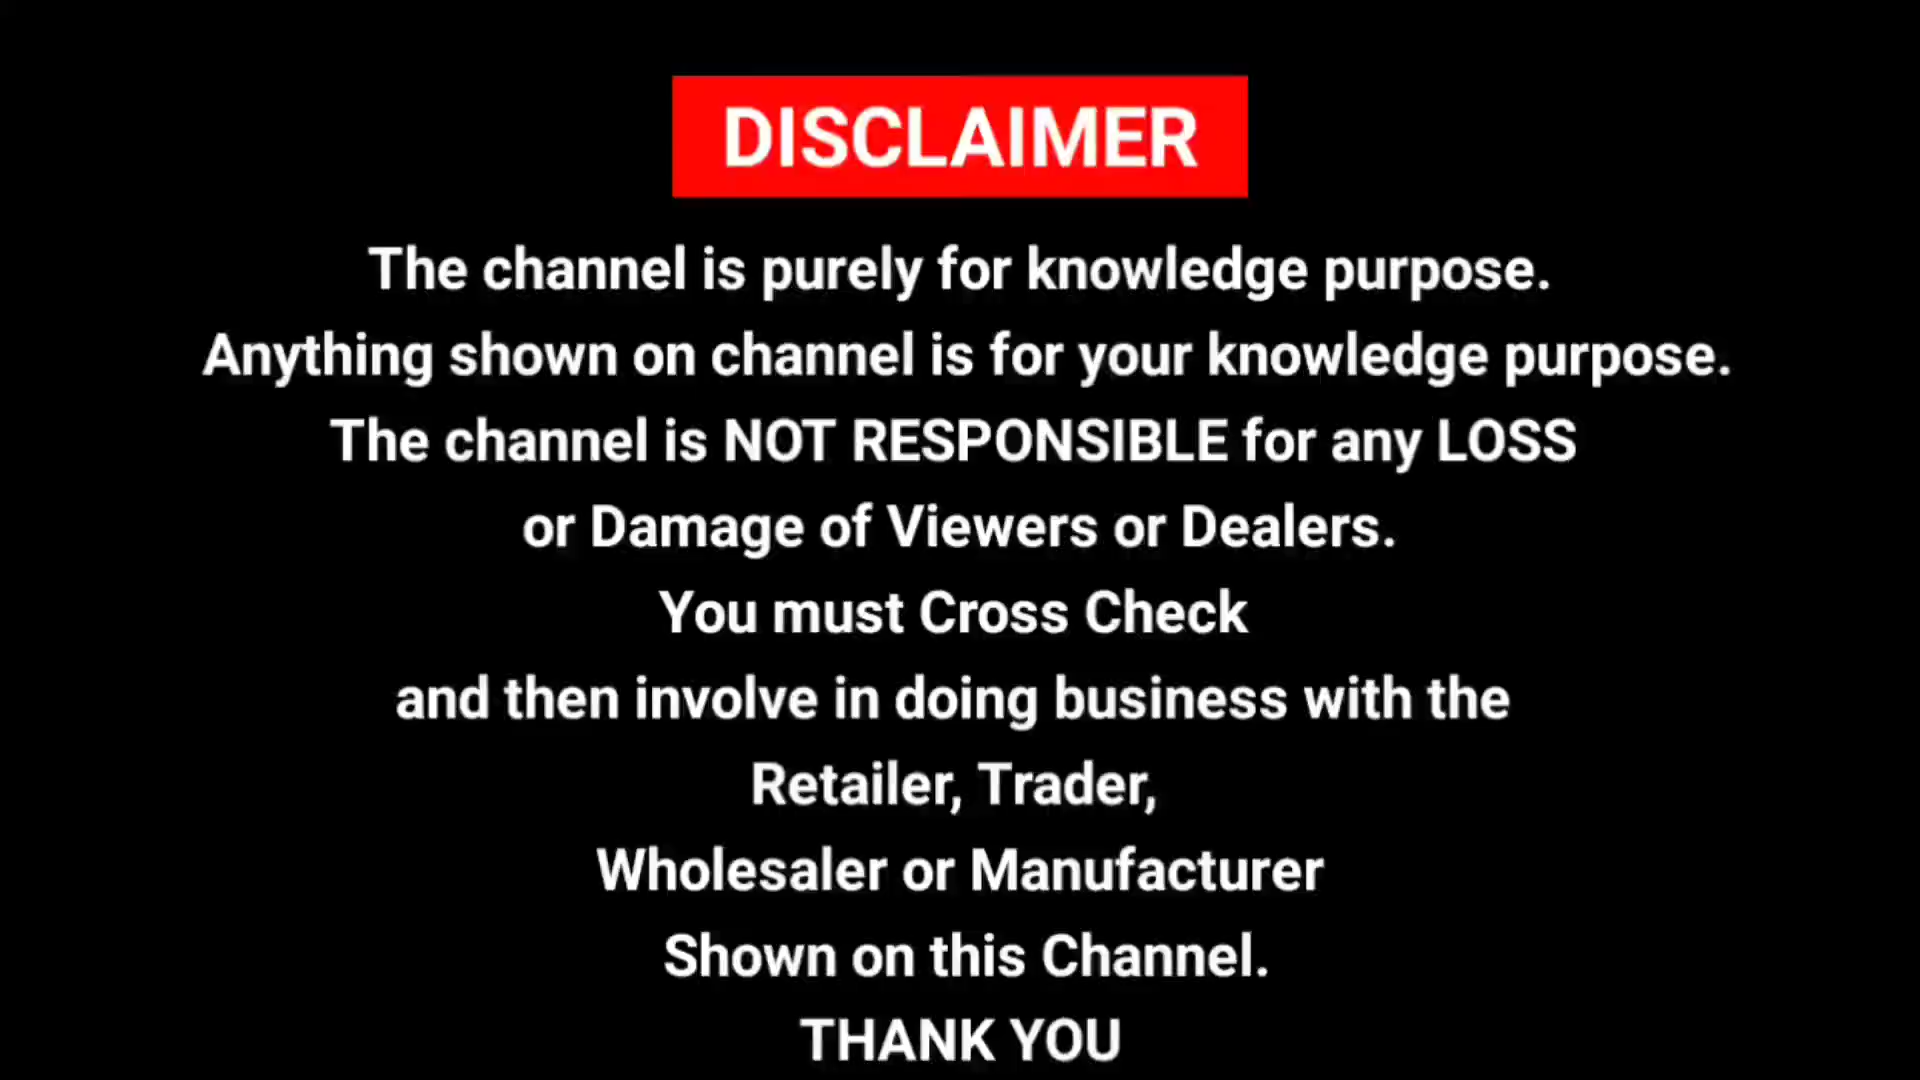 DISCLAIMER
The channel is purely for knowledge purpose.
Anything shown on channel is for your knowledge purpose.
The channel is NOT RESPONSIBLE for any LOSS
or Damage of Viewers or Dealers.
You must Cross Check
and then involve in doing business with the
Retailer, Trader,
Wholesaler or Manufacturer
Shown on this Channel.
THANK YOU